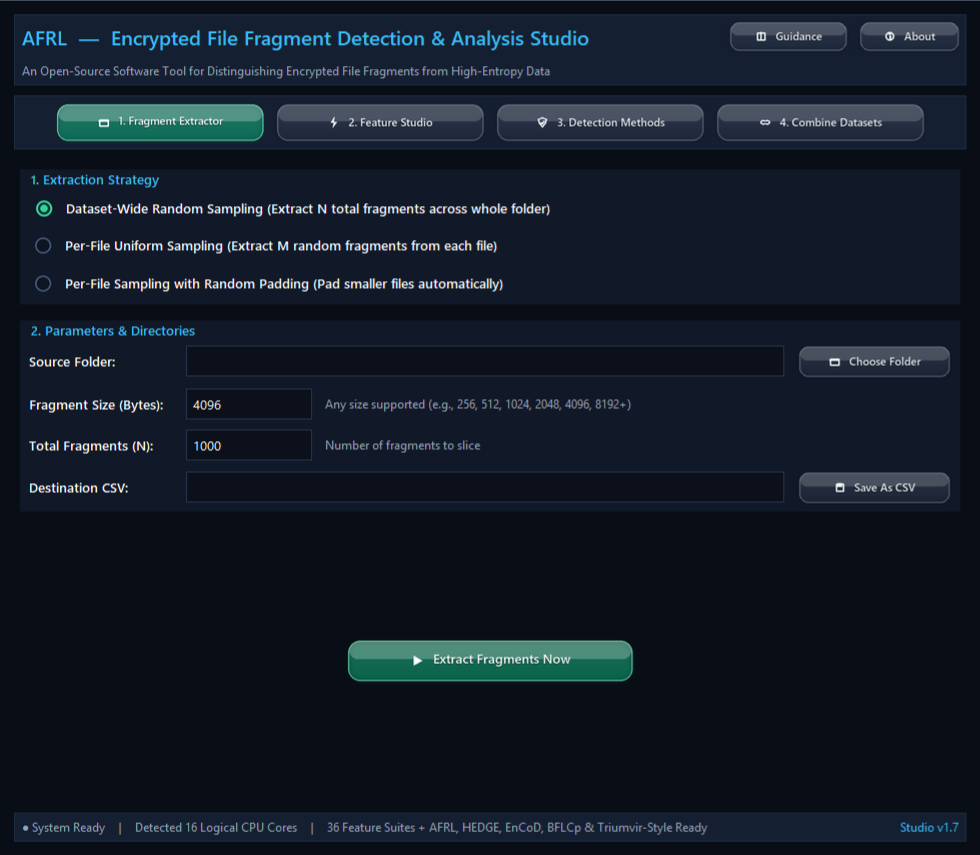 AFRL — Encrypted File Fragment Detection & Analysis Studio
Guidance
About
An Open-Source Software Tool for Distinguishing Encrypted File Fragments from High-Entropy Data
1. Fragment Extractor
2. Feature Studio
3. Detection Methods
4. Combine Datasets
1. Extraction Strategy
Dataset-Wide Random Sampling (Extract N total fragments across whole folder)
Per-File Uniform Sampling (Extract M random fragments from each file)
Per-File Sampling with Random Padding (Pad smaller files automatically)
2. Parameters & Directories
Source Folder:
Choose Folder
Fragment Size (Bytes): 4096 Any size supported (e.g., 256, 512, 1024, 2048, 4096, 8192+)
Total Fragments (N): 1000 Number of fragments to slice
Destination CSV:
Save As CSV
Extract Fragments Now
● System Ready | Detected 16 Logical CPU Cores | 36 Feature Suites + AFRL, HEDGE, EnCoD, BFLCp & Triumvir-Style Ready
Studio v1.7